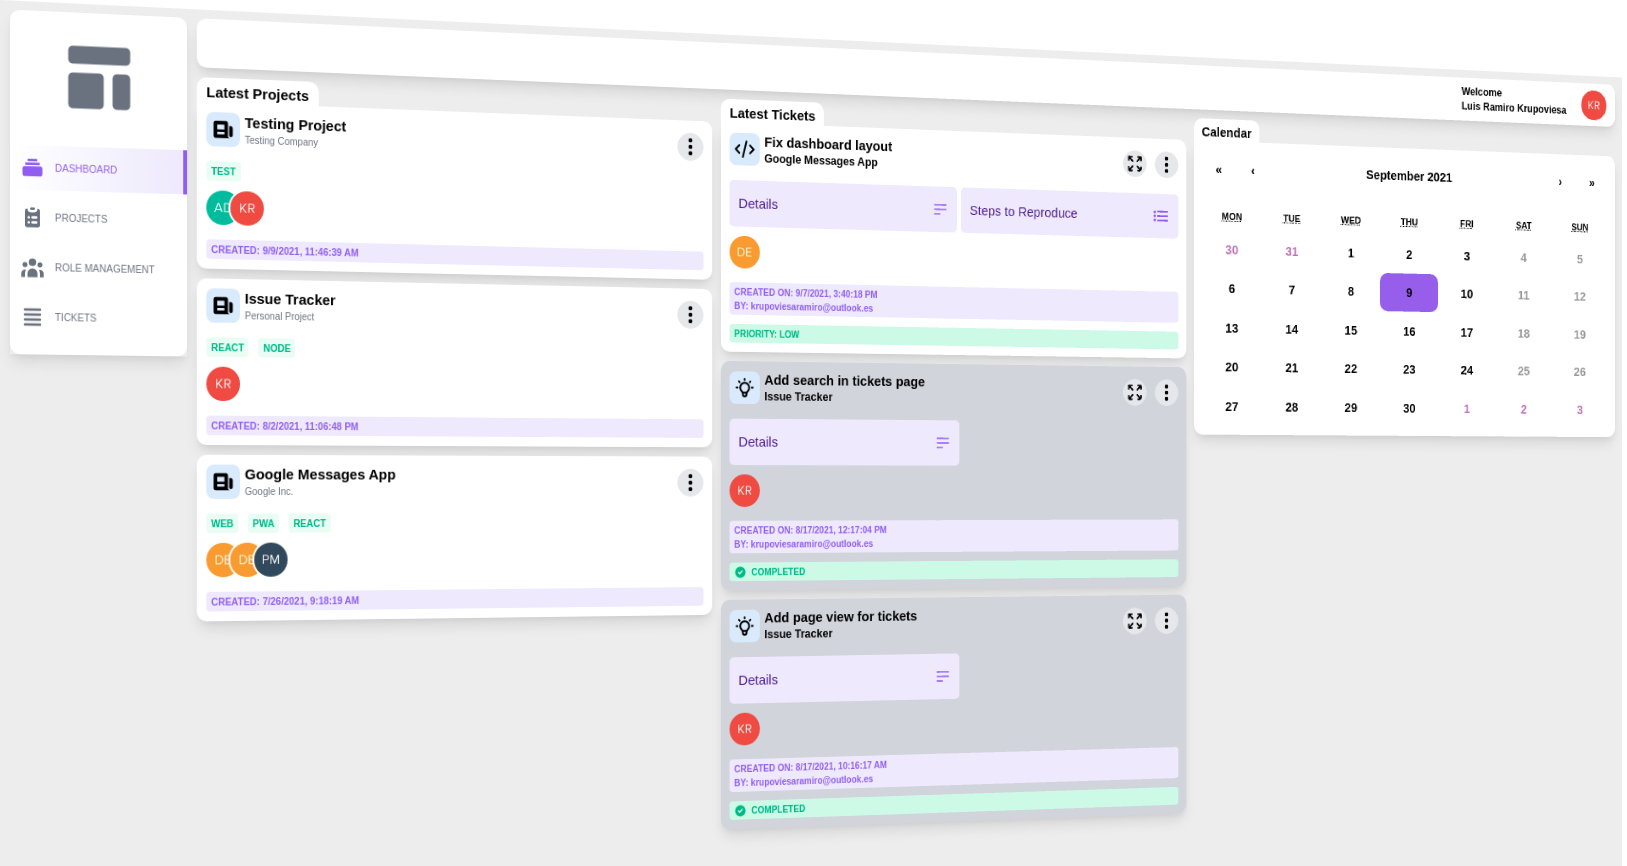 DASHBOARD
PROJECTS
ROLE MANAGEMENT
TICKETS
Welcome
Luis Ramiro Krupoviesa
KR
Latest Projects
Testing Project
Testing Company
TEST
AD KR
CREATED: 9/9/2021, 11:46:39 AM
Issue Tracker
Personal Project
REACT NODE
KR
CREATED: 8/2/2021, 11:06:48 PM
Google Messages App
Google Inc.
WEB PWA REACT
DE DE PM
CREATED: 7/26/2021, 9:18:19 AM
Latest Tickets
Fix dashboard layout
Google Messages App
Details
Steps to Reproduce
DE
CREATED ON: 9/7/2021, 3:40:18 PM
BY: krupoviesaramiro@outlook.es
PRIORITY: LOW
Add search in tickets page
Issue Tracker
Details
KR
CREATED ON: 8/17/2021, 12:17:04 PM
BY: krupoviesaramiro@outlook.es
COMPLETED
Add page view for tickets
Issue Tracker
Details
KR
CREATED ON: 8/17/2021, 10:16:17 AM
BY: krupoviesaramiro@outlook.es
COMPLETED
Calendar
« ‹ September 2021 › »
MON TUE WED THU FRI SAT SUN
30 31 1 2 3 4 5
6 7 8 9 10 11 12
13 14 15 16 17 18 19
20 21 22 23 24 25 26
27 28 29 30 1 2 3